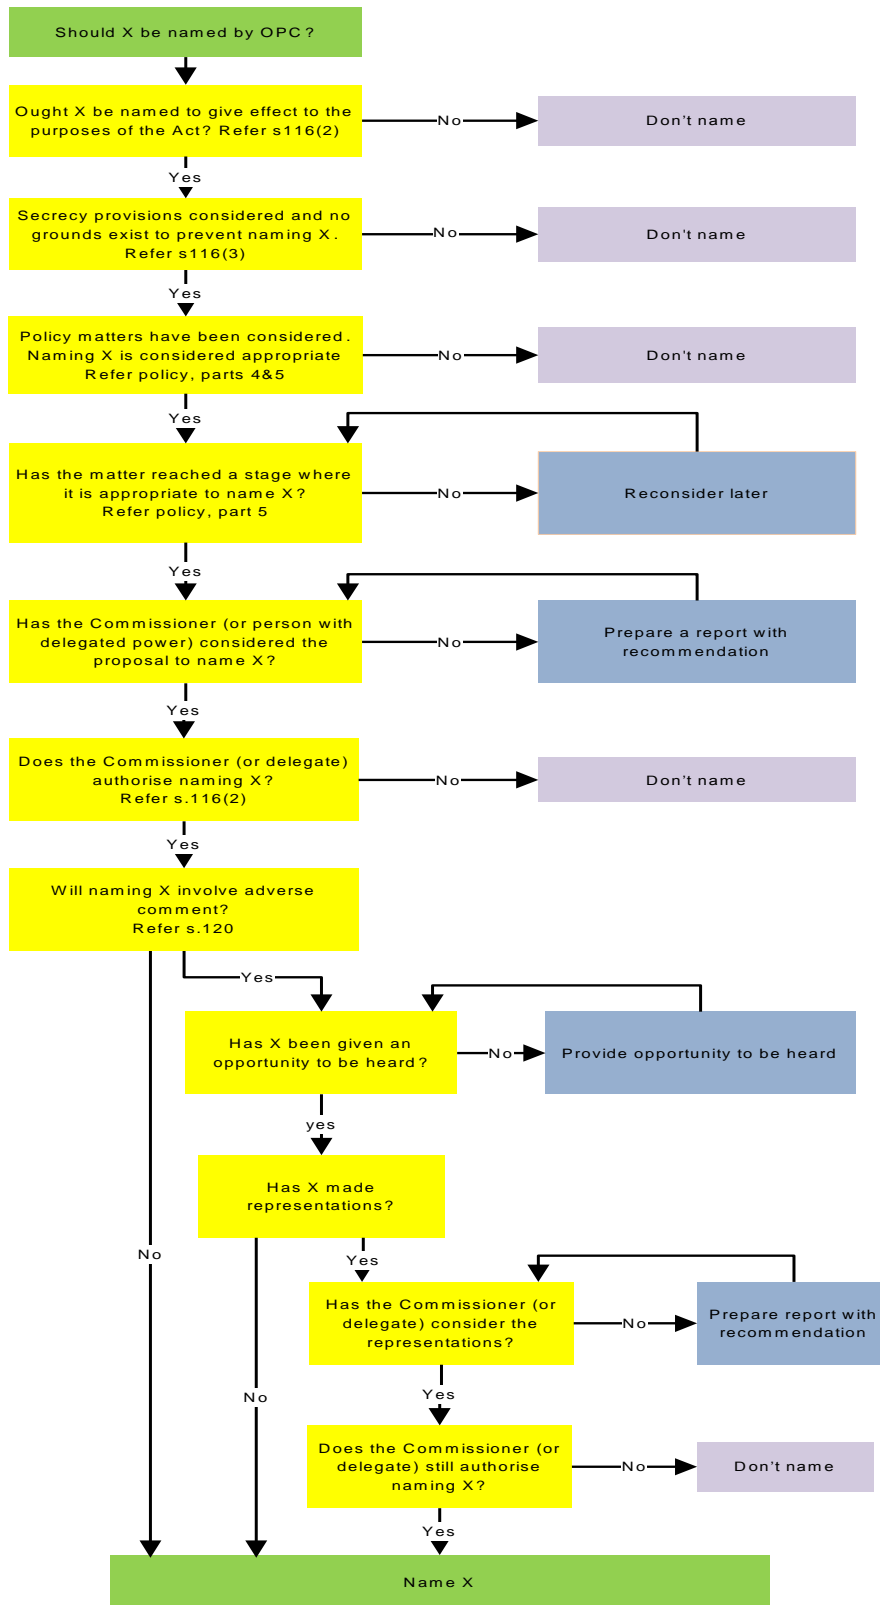 Should X be named by OPC?
Ought X be named to give effect to the
purposes of the Act? Refer s116(2)
No
Don't name
Yes
Secrecy provisions considered and no
grounds exist to prevent naming X.
Refer s116(3)
No
Don't name
Yes
Policy matters have been considered.
Naming X is considered appropriate
Refer policy, parts 4&5
No
Don't name
Yes
Has the matter reached a stage where
it is appropriate to name X?
Refer policy, part 5
No
Reconsider later
Yes
Has the Commissioner (or person with
delegated power) considered the
proposal to name X?
No
Prepare a report with
recommendation
Yes
Does the Commissioner (or delegate)
authorise naming X?
Refer s.116(2)
No
Don't name
Yes
Will naming X involve adverse
comment?
Refer s.120
Yes
Has X been given an
opportunity to be heard?
No
Provide opportunity to be heard
yes
Has X made
representations?
No
Yes
Has the Commissioner (or
delegate) consider the
representations?
No
Prepare report with
recommendation
No
Yes
Does the Commissioner (or
delegate) still authorise
naming X?
No
Don't name
Yes
Name X